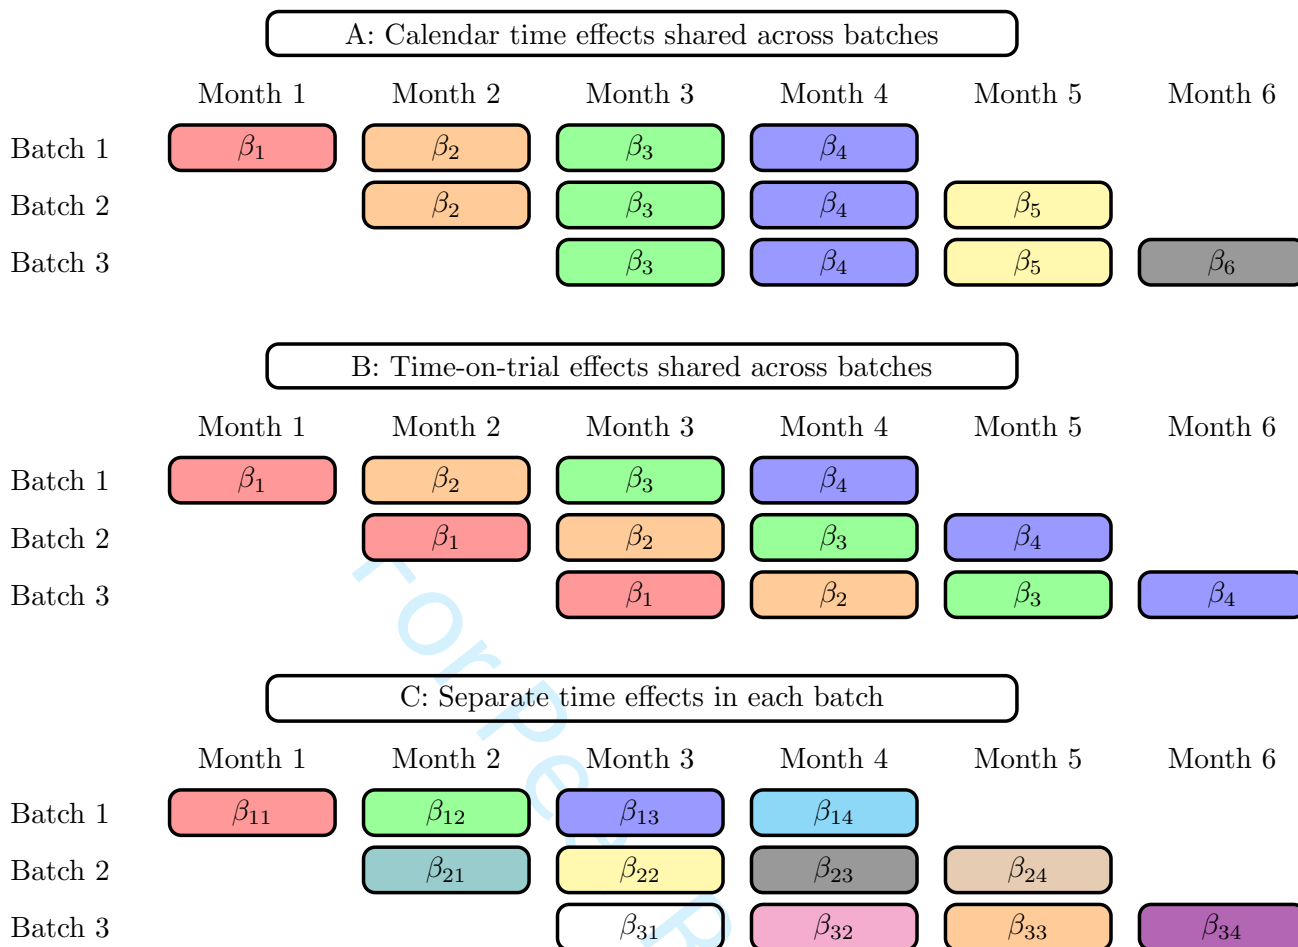 A: Calendar time effects shared across batches
Month 1 Month 2 Month 3 Month 4 Month 5 Month 6
Batch 1 β₁ β₂ β₃ β₄
Batch 2 β₂ β₃ β₄ β₅
Batch 3 β₃ β₄ β₅ β₆
B: Time-on-trial effects shared across batches
Month 1 Month 2 Month 3 Month 4 Month 5 Month 6
Batch 1 β₁ β₂ β₃ β₄
Batch 2 β₁ β₂ β₃ β₄
Batch 3 β₁ β₂ β₃ β₄
For Pe
C: Separate time effects in each batch
Month 1 Month 2 Month 3 Month 4 Month 5 Month 6
Batch 1 β₁₁ β₁₂ β₁₃ β₁₄
Batch 2 β₂₁ β₂₂ β₂₃ β₂₄
Batch 3 β₃₁ β₃₂ β₃₃ β₃₄